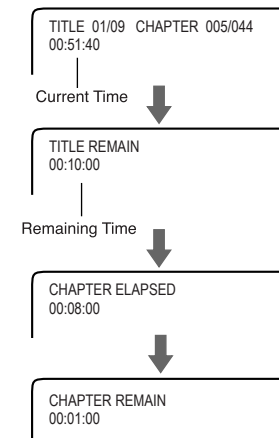 TITLE 01/09 CHAPTER 005/044
00:51:40
Current Time
TITLE REMAIN
00:10:00
Remaining Time
CHAPTER ELAPSED
00:08:00
CHAPTER REMAIN
00:01:00